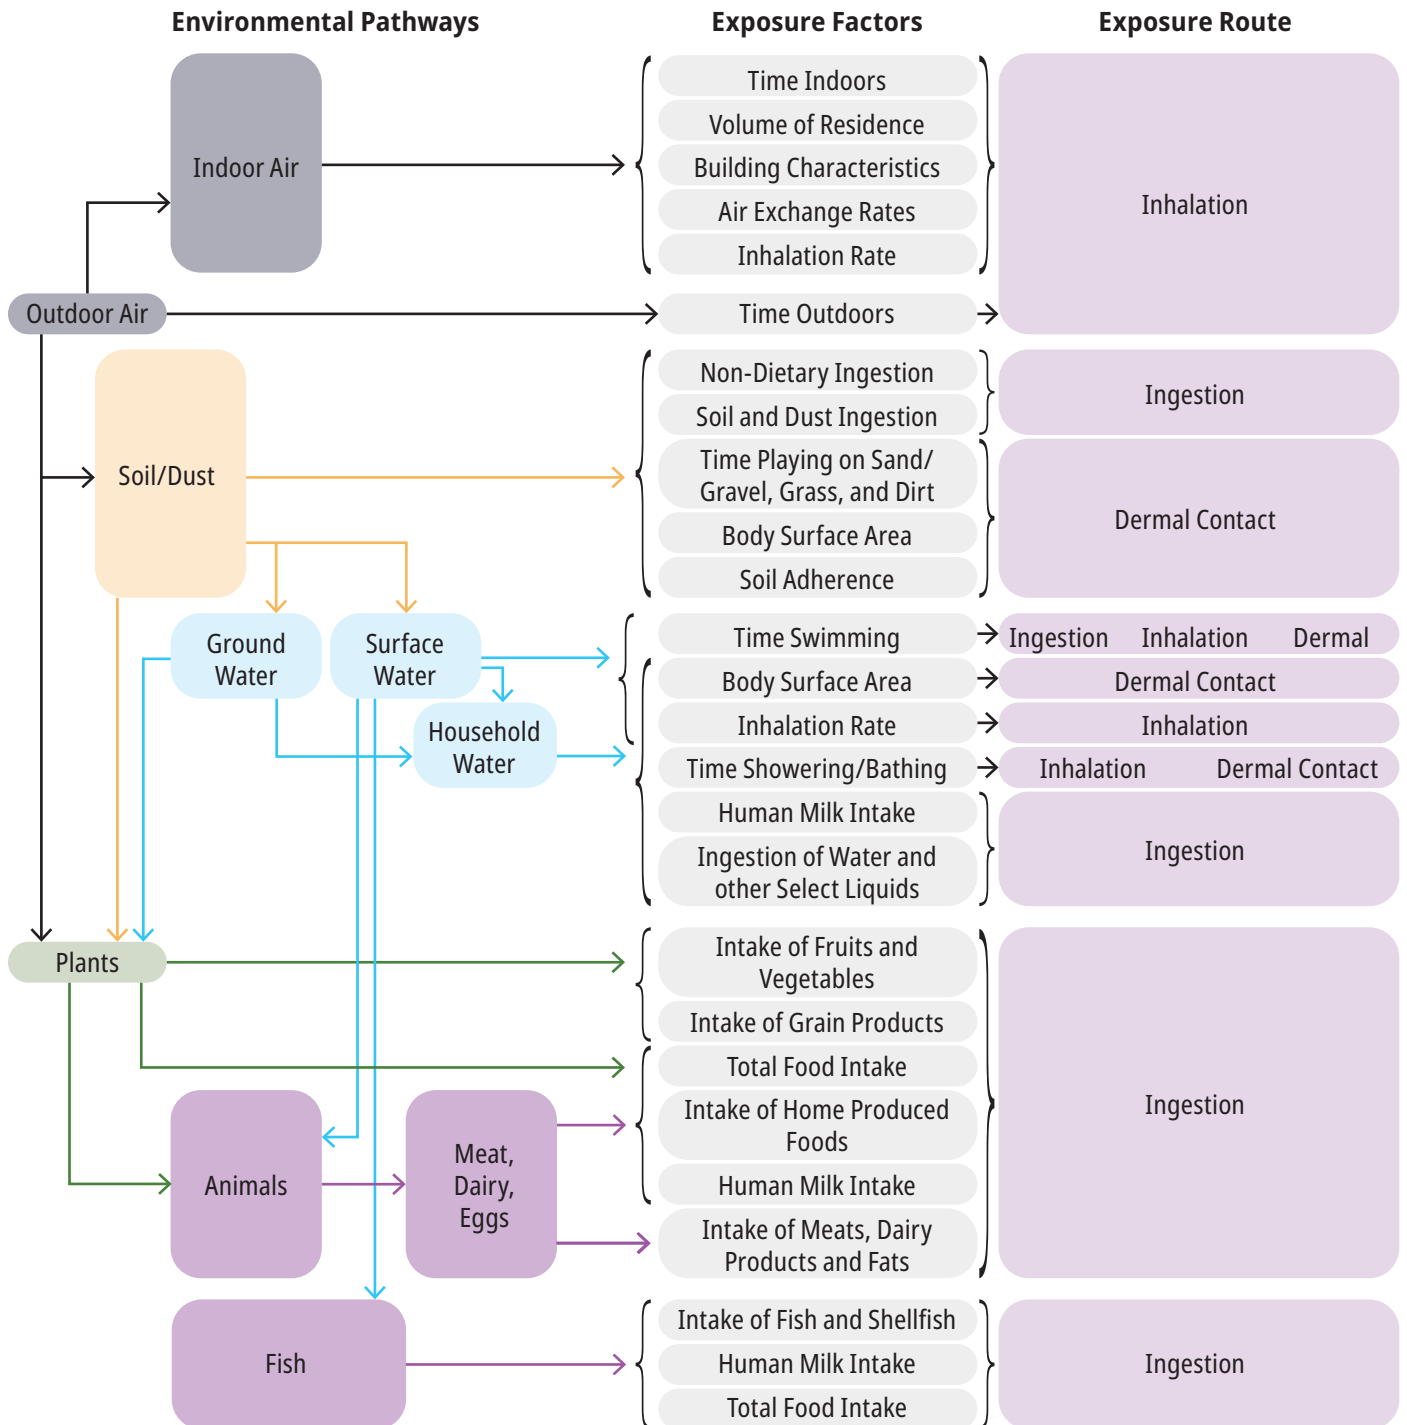 Environmental Pathways
Exposure Factors
Exposure Route
Indoor Air
Time Indoors
Volume of Residence
Building Characteristics
Air Exchange Rates
Inhalation Rate
Inhalation
Outdoor Air
Time Outdoors
Soil/Dust
Non-Dietary Ingestion
Soil and Dust Ingestion
Ingestion
Time Playing on Sand/
Gravel, Grass, and Dirt
Body Surface Area
Soil Adherence
Dermal Contact
Ground
Water
Surface
Water
Household
Water
Time Swimming
Ingestion Inhalation Dermal
Body Surface Area
Dermal Contact
Inhalation Rate
Inhalation
Time Showering/Bathing
Inhalation Dermal Contact
Human Milk Intake
Ingestion of Water and
other Select Liquids
Ingestion
Plants
Intake of Fruits and
Vegetables
Intake of Grain Products
Total Food Intake
Intake of Home Produced
Foods
Human Milk Intake
Intake of Meats, Dairy
Products and Fats
Ingestion
Animals
Meat,
Dairy,
Eggs
Fish
Intake of Fish and Shellfish
Human Milk Intake
Total Food Intake
Ingestion